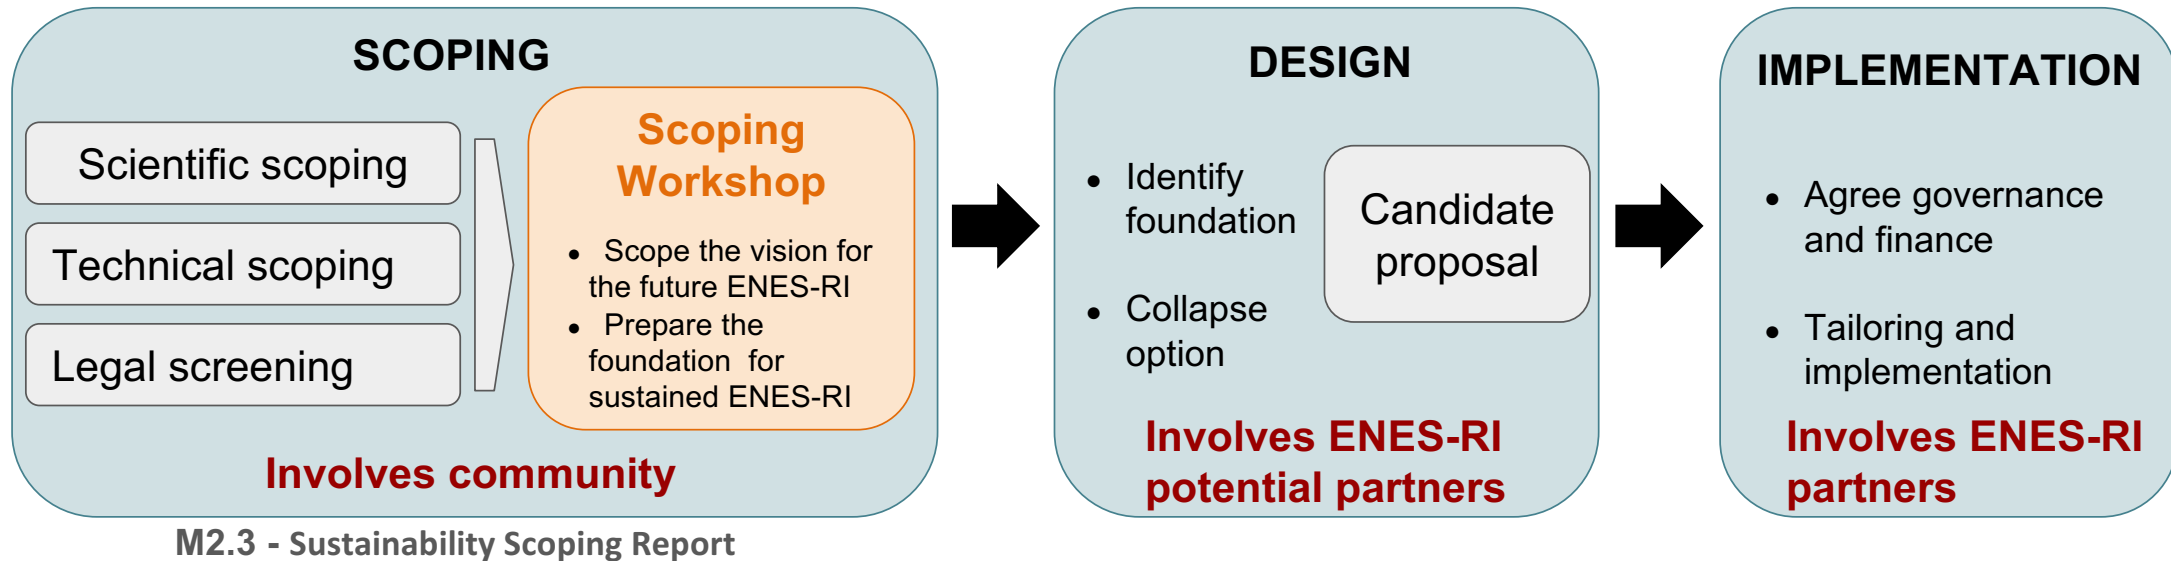 SCOPING
Scientific scoping
Technical scoping
Legal screening
Scoping
Workshop
● Scope the vision for
the future ENES-RI
● Prepare the
foundation for
sustained ENES-RI
Involves community
M2.3 - Sustainability Scoping Report
DESIGN
● Identify
foundation
● Collapse
option
Candidate
proposal
Involves ENES-RI
potential partners
IMPLEMENTATION
● Agree governance
and finance
● Tailoring and
implementation
Involves ENES-RI
partners